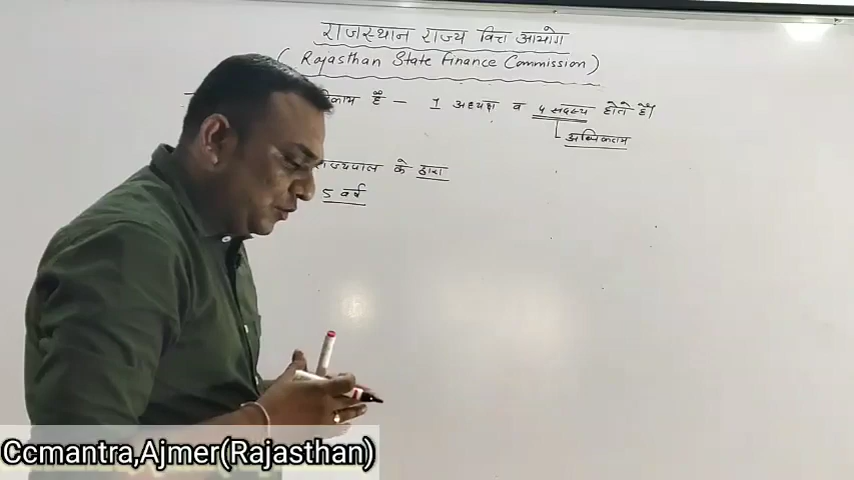 राजस्थान राज्य वित्त आयोग
( Rajasthan State Finance Commission )
है — 1 अध्यक्ष व 4 सदस्य होते है।
अधिकतम
राज्यपाल के द्वारा
5 वर्ष
Ccmantra,Ajmer(Rajasthan)